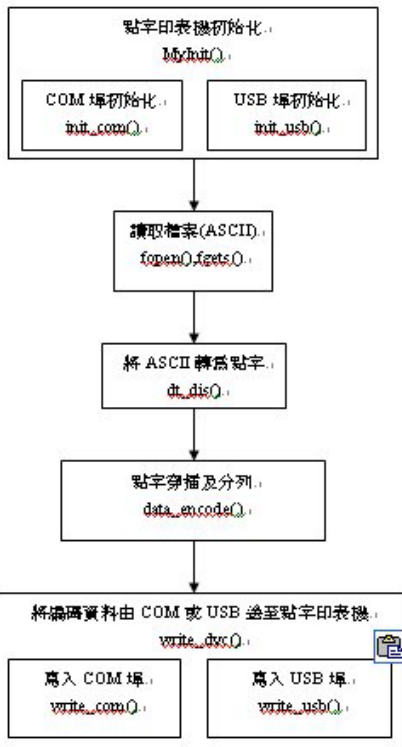 點字印表機初始化
MyInit()
COM 埠初始化
init_com()
USB 埠初始化
init_usb()
讀取檔案(ASCII)
fopen(),fgets()
將 ASCII 轉為點字
dt_dis()
點字穿插及分列
data_encode()
將編碼資料由 COM 或 USB 送至點字印表機
write_dvc()
寫入 COM 埠
write_com()
寫入 USB 埠
write_usb()